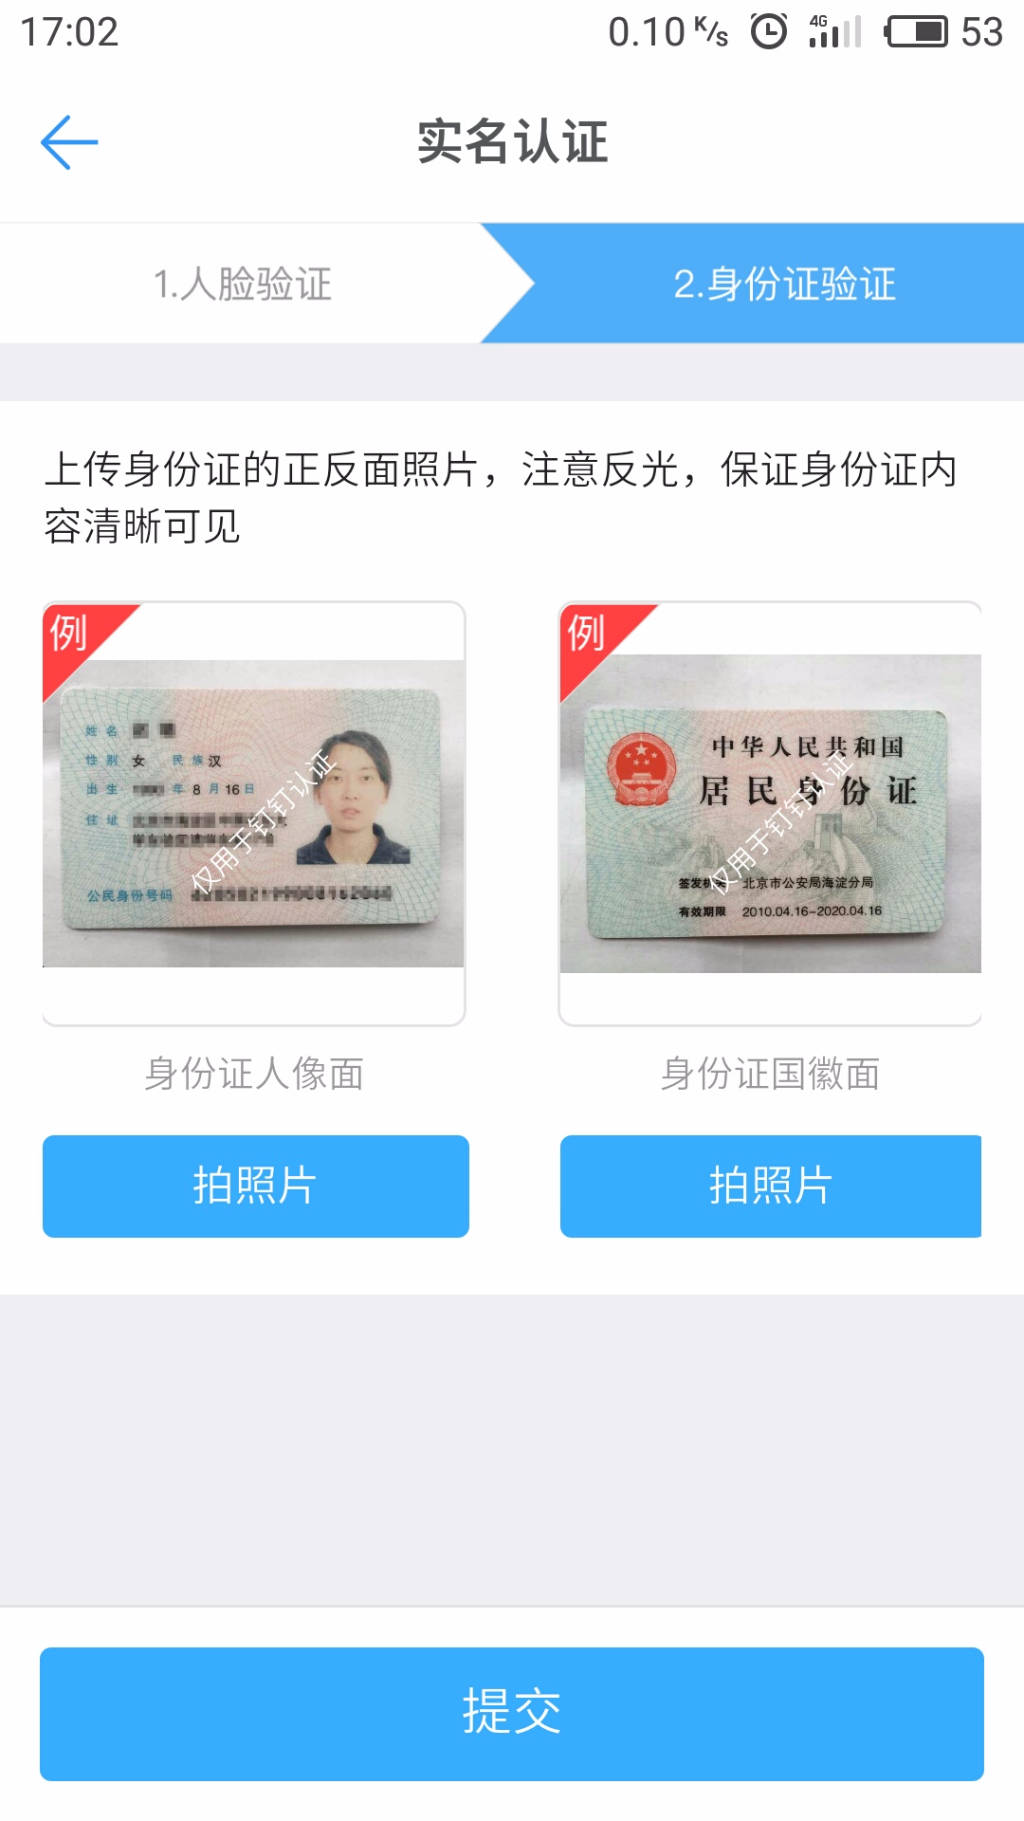 17:02 0.10 K/s 4G 53
实名认证
1.人脸验证 2.身份证验证
上传身份证的正反面照片，注意反光，保证身份证内
容清晰可见
例
姓名
性别 女 民族 汉
出生 年 8 月 16 日
住址
公民身份号码
仅用于钉钉认证
例
中华人民共和国
居民身份证
签发机关 北京市公安局海淀分局
有效期限 2010.04.16-2020.04.16
仅用于钉钉认证
身份证人像面 身份证国徽面
拍照片 拍照片
提交